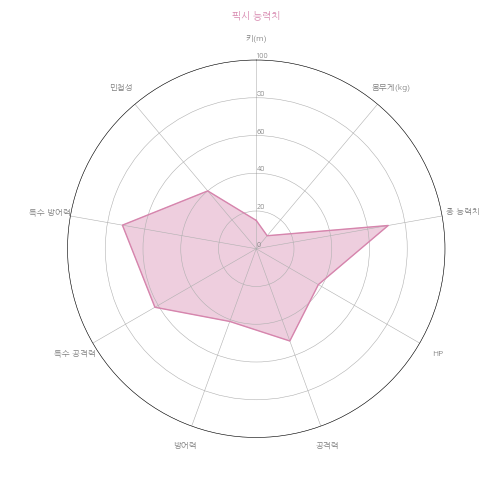 픽시 능력치
키(m)
몸무게(kg)
총 능력치
HP
공격력
방어력
특수 공격력
특수 방어력
민첩성
100
80
60
40
20
0